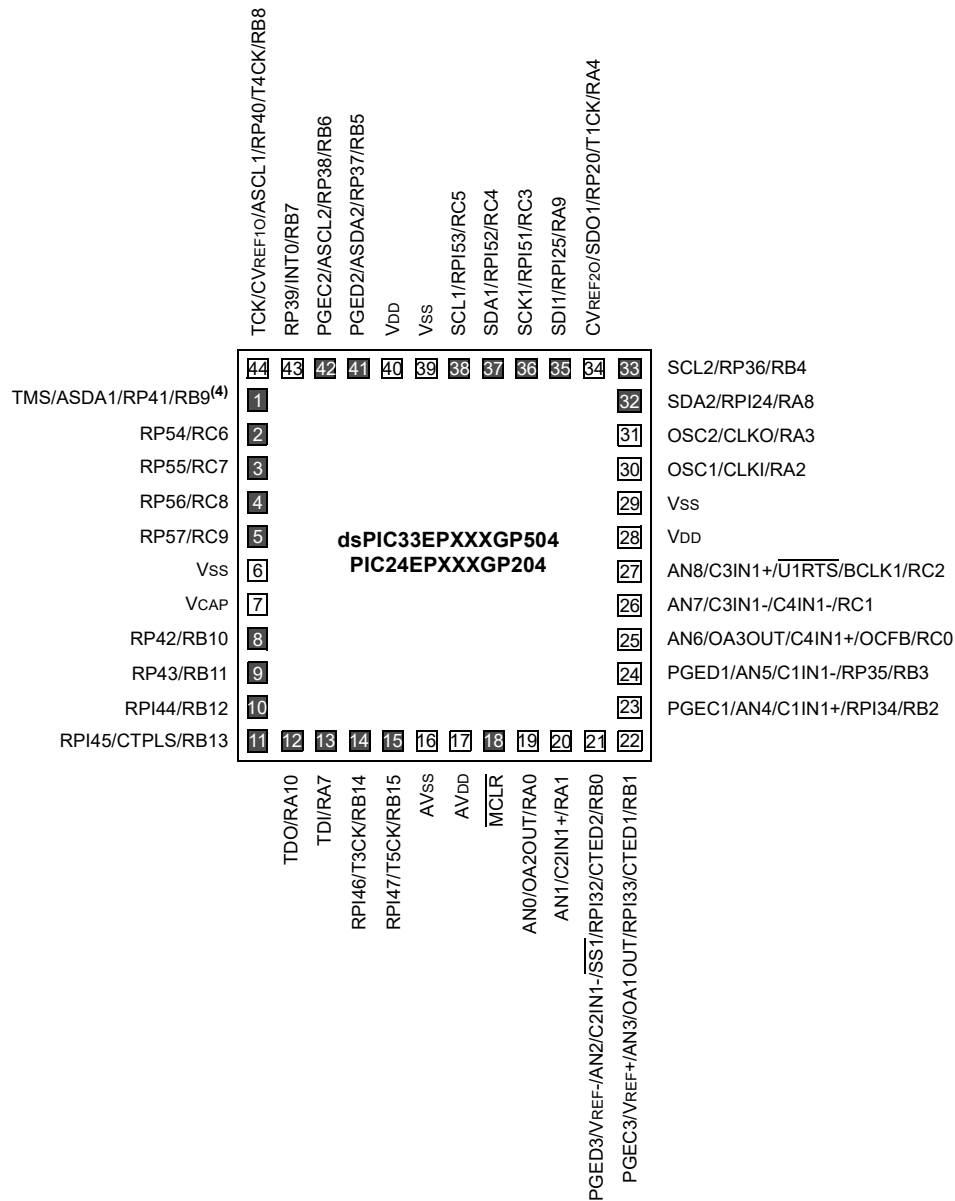 TCK/CVREF1O/ASCL1/RP40/T4CK/RB8
RP39/INT0/RB7
PGEC2/ASCL2/RP38/RB6
PGED2/ASDA2/RP37/RB5
VDD
VSS
SCL1/RPI53/RC5
SDA1/RPI52/RC4
SCK1/RPI51/RC3
SDI1/RPI25/RA9
CVREF2O/SDO1/RP20/T1CK/RA4
44 43 42 41 40 39 38 37 36 35 34 33 SCL2/RP36/RB4
TMS/ASDA1/RP41/RB9(4) 1 32 SDA2/RPI24/RA8
RP54/RC6 2 31 OSC2/CLKO/RA3
RP55/RC7 3 30 OSC1/CLKI/RA2
RP56/RC8 4 29 VSS
RP57/RC9 5 dsPIC33EPXXXGP504 28 VDD
VSS 6 PIC24EPXXXGP204 27 AN8/C3IN1+/U1RTS/BCLK1/RC2
VCAP 7 26 AN7/C3IN1-/C4IN1-/RC1
RP42/RB10 8 25 AN6/OA3OUT/C4IN1+/OCFB/RC0
RP43/RB11 9 24 PGED1/AN5/C1IN1-/RP35/RB3
RPI44/RB12 10 23 PGEC1/AN4/C1IN1+/RPI34/RB2
RPI45/CTPLS/RB13 11 12 13 14 15 16 17 18 19 20 21 22
TDO/RA10
TDI/RA7
RPI46/T3CK/RB14
RPI47/T5CK/RB15
AVSS
AVDD
MCLR
AN0/OA2OUT/RA0
AN1/C2IN1+/RA1
PGED3/VREF-/AN2/C2IN1-/SS1/RPI32/CTED2/RB0
PGEC3/VREF+/AN3/OA1OUT/RPI33/CTED1/RB1